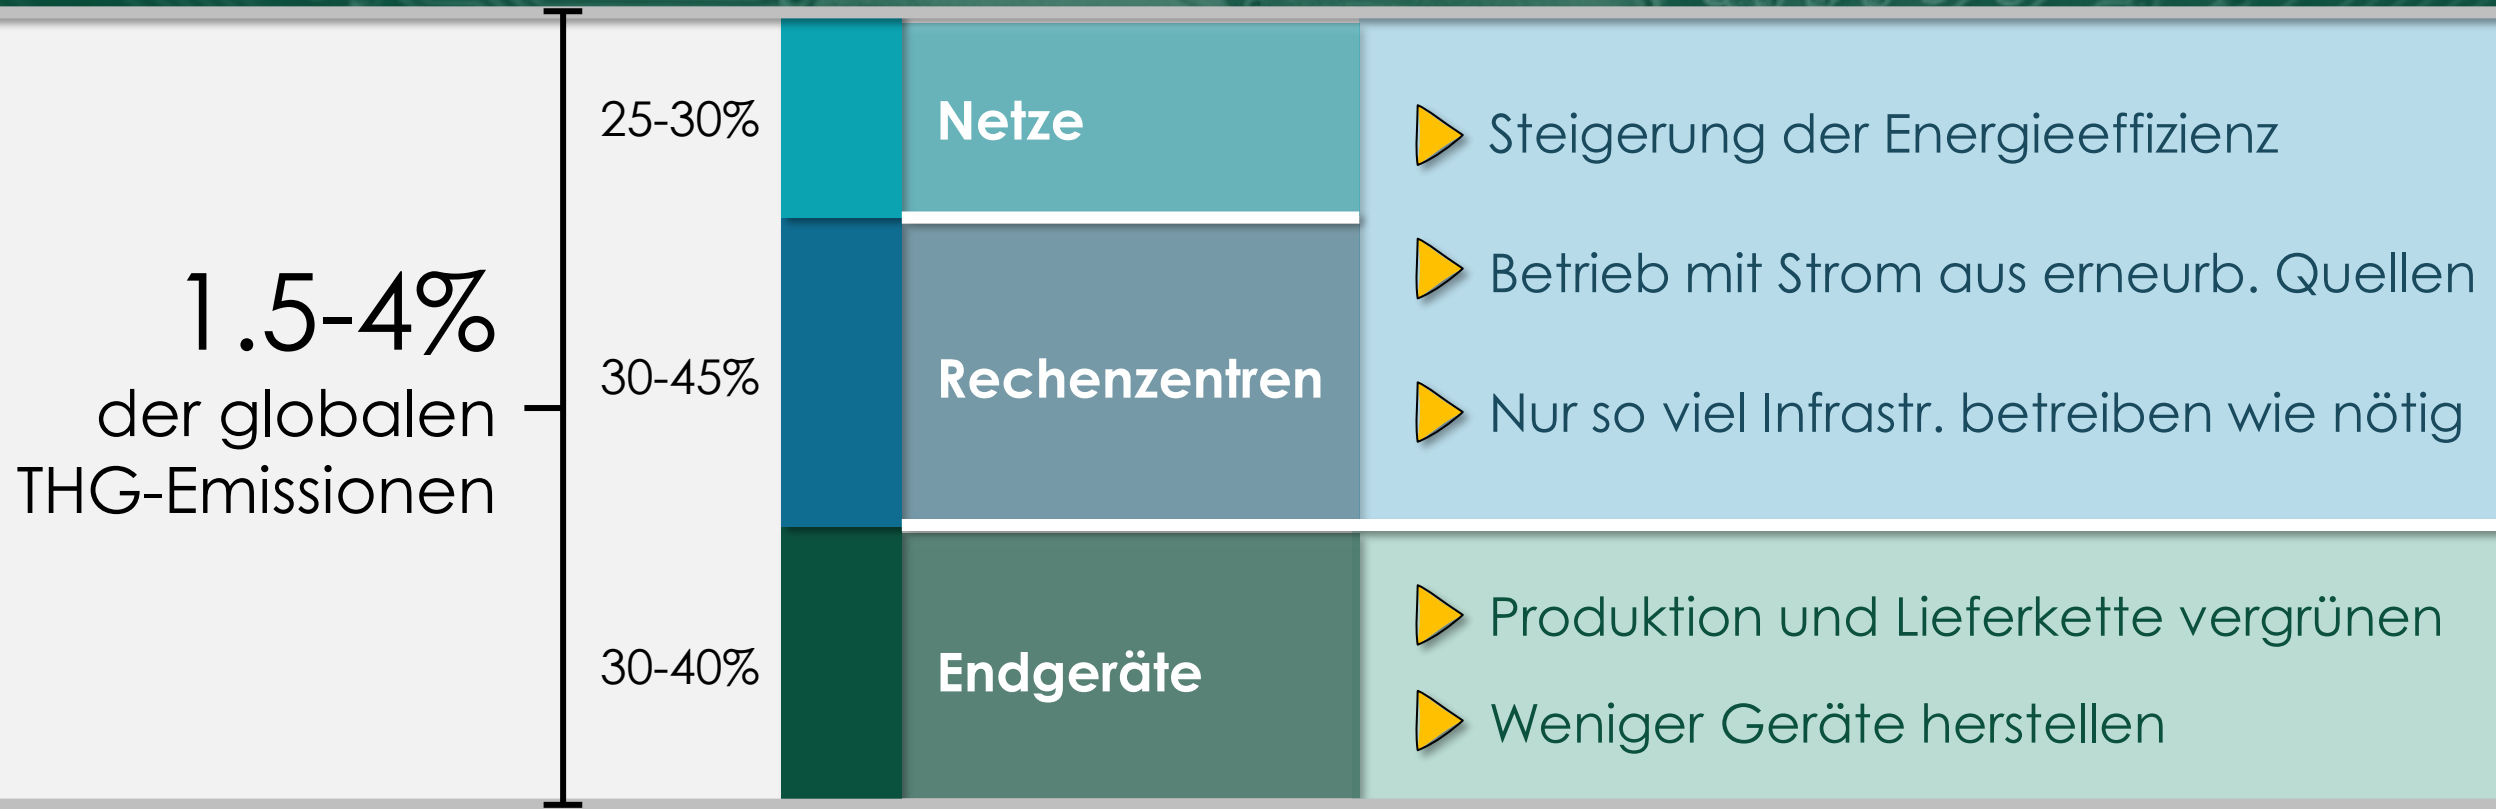 1.5-4%
der globalen
THG-Emissionen
25-30%
Netze
30-45%
Rechenzentren
30-40%
Endgeräte
Steigerung der Energieeffizienz
Betrieb mit Strom aus erneurb. Quellen
Nur so viel Infrastr. betreiben wie nötig
Produktion und Lieferkette vergrünen
Weniger Geräte herstellen